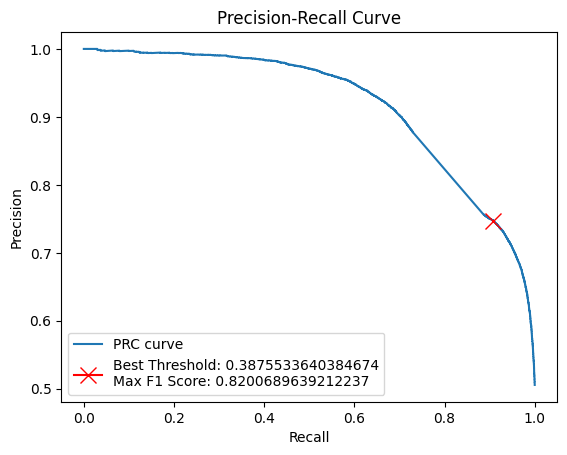 Precision-Recall Curve
Precision
1.0
0.9
0.8
0.7
0.6
0.5
PRC curve
Best Threshold: 0.3875533640384674
Max F1 Score: 0.8200689639212237
0.0 0.2 0.4 0.6 0.8 1.0
Recall